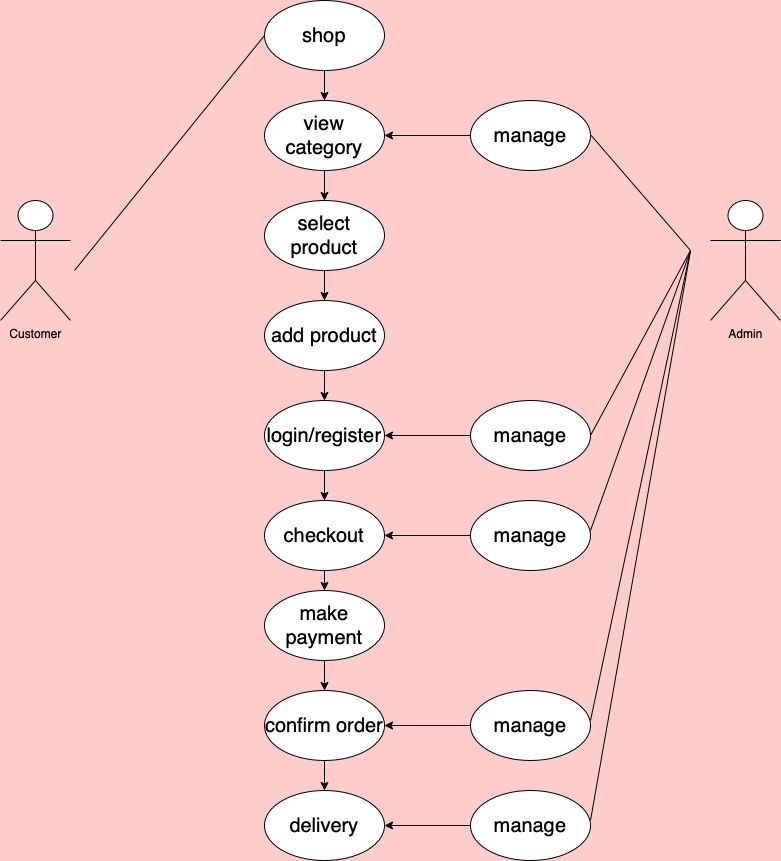 shop
view
category
manage
select
product
Customer
Admin
add product
login/register
manage
checkout
manage
make
payment
confirm order
manage
delivery
manage